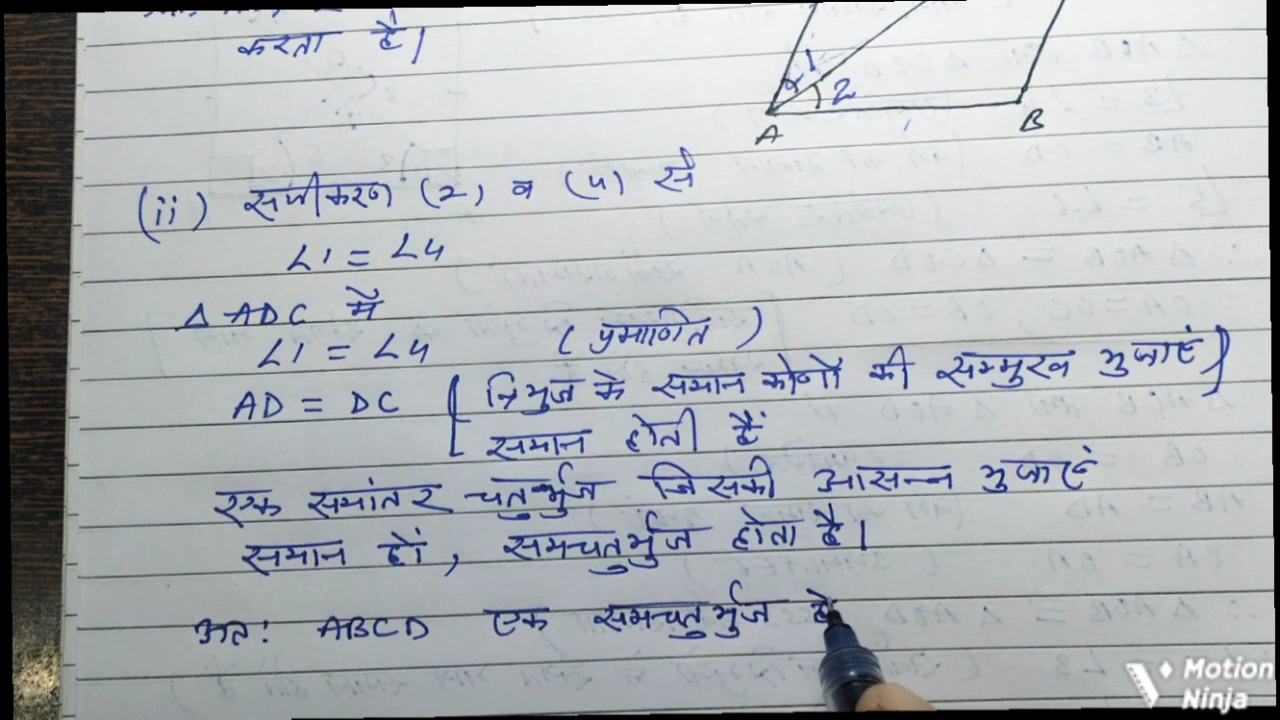 करता है।
1
2
A
B
(ii) समीकरण (2) व (4) से
∠1 = ∠4
△ ADC में
∠1 = ∠4 (प्रमाणित)
AD = DC [त्रिभुज के समान कोणों की सम्मुख भुजाएं]
समान होती हैं
एक समांतर चतुर्भुज जिसकी आसन्न भुजाएं
समान हों, समचतुर्भुज होता है।
अतः ABCD एक समचतुर्भुज है
Motion
Ninja